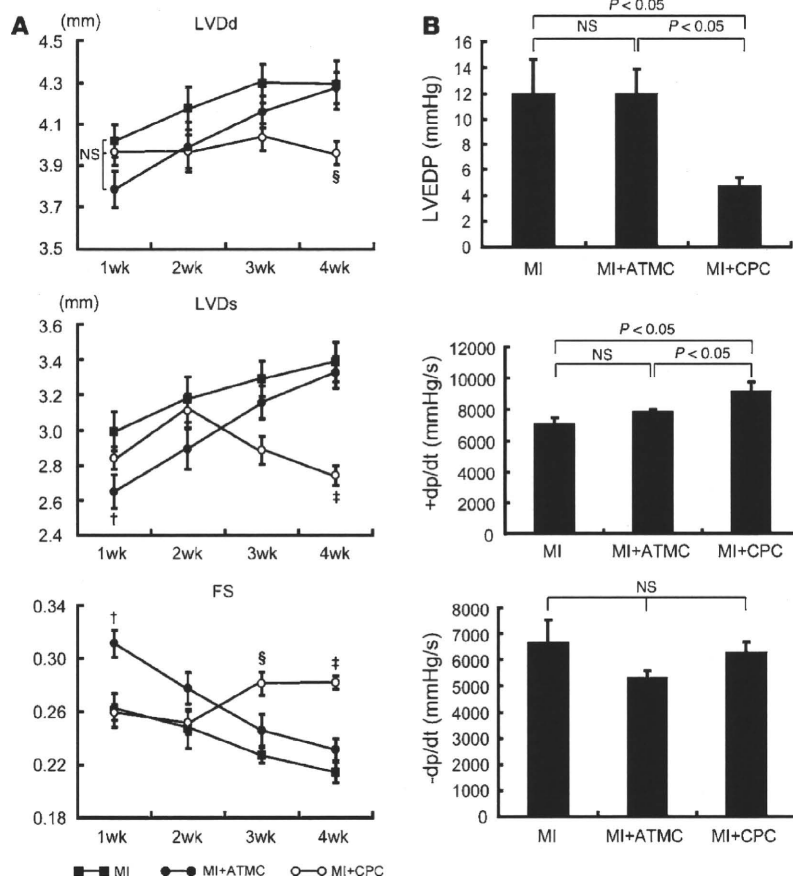 A
(mm)
LVDd
4.5
4.3
4.1
3.9
3.7
3.5
NS
§
1wk 2wk 3wk 4wk
(mm)
LVDs
3.6
3.4
3.2
3.0
2.8
2.6
2.4
†
‡
1wk 2wk 3wk 4wk
FS
0.34
0.30
0.26
0.22
0.18
†
§
‡
1wk 2wk 3wk 4wk
MI MI+ATMC MI+CPC
B
P < 0.05
NS
P < 0.05
LVEDP (mmHg)
16
14
12
10
8
6
4
2
0
MI MI+ATMC MI+CPC
P < 0.05
NS
P < 0.05
+dp/dt (mmHg/s)
12000
10000
8000
6000
4000
2000
0
MI MI+ATMC MI+CPC
NS
-dp/dt (mmHg/s)
8000
7000
6000
5000
4000
3000
2000
1000
0
MI MI+ATMC MI+CPC